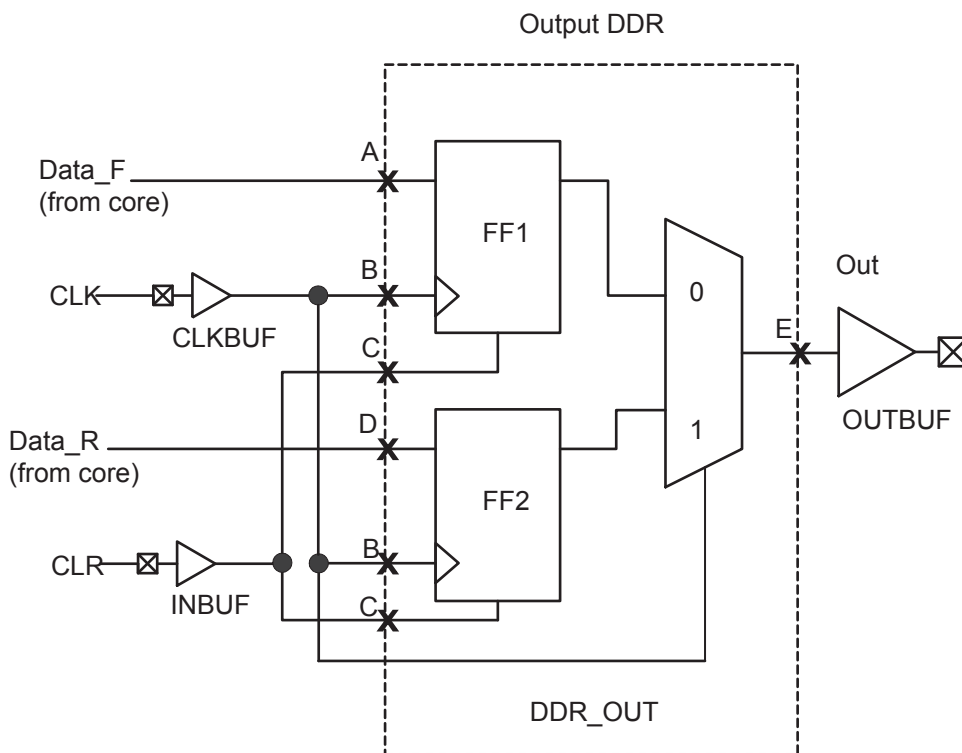 Output DDR
A
Data_F
(from core)
FF1
B
CLK
CLKBUF
0
Out
C
E
OUTBUF
D
1
Data_R
(from core)
FF2
B
CLR
INBUF
C
DDR_OUT